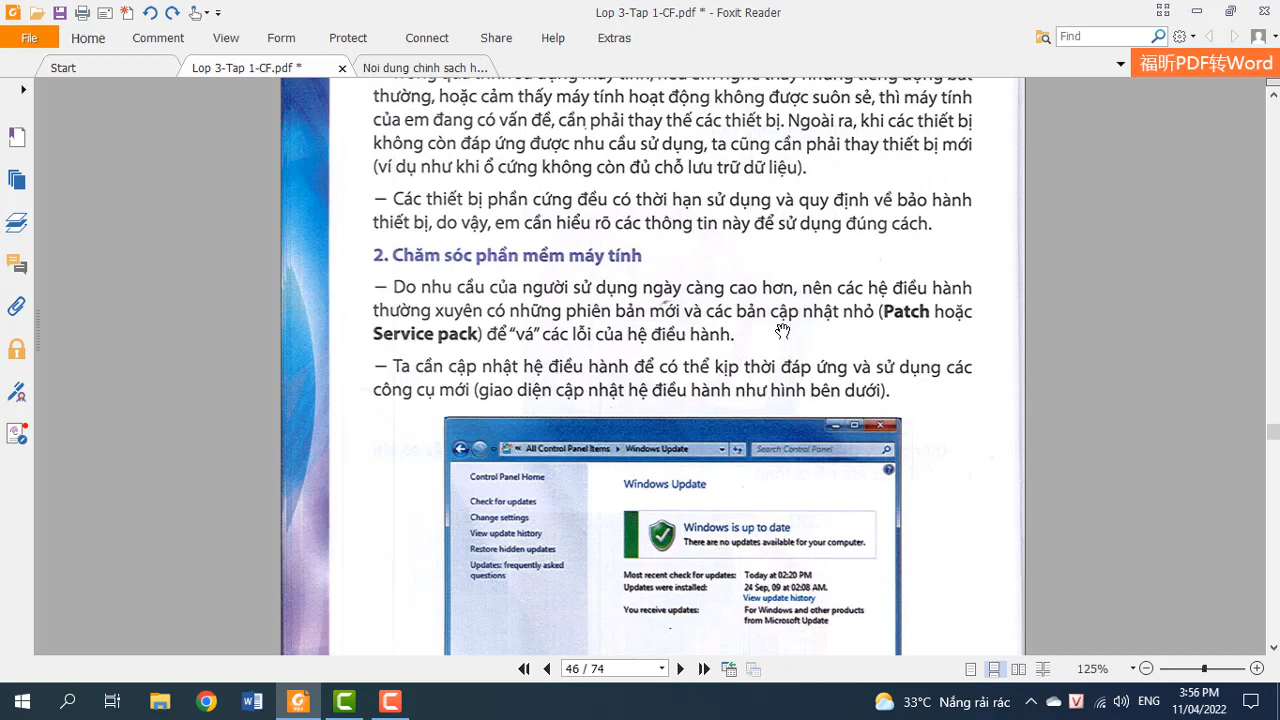 Lop 3-Tap 1-CF.pdf * - Foxit Reader
File Home Comment View Form Protect Connect Share Help Extras Find
Start Lop 3-Tap 1-CF.pdf * Noi dung chinh sua.pdf... 福昕PDF转Word
thường, hoặc cảm thấy máy tính hoạt động không được suôn sẻ, thì máy tính
của em đang có vấn đề, cần phải thay thế các thiết bị. Ngoài ra, khi các thiết bị
không còn đáp ứng được nhu cầu sử dụng, ta cũng cần phải thay thiết bị mới
(ví dụ như khi ổ cứng không còn đủ chỗ lưu trữ dữ liệu).
– Các thiết bị phần cứng đều có thời hạn sử dụng và quy định về bảo hành
thiết bị, do vậy, em cần hiểu rõ các thông tin này để sử dụng đúng cách.
2. Chăm sóc phần mềm máy tính
– Do nhu cầu của người sử dụng ngày càng cao hơn, nên các hệ điều hành
thường xuyên có những phiên bản mới và các bản cập nhật nhỏ (Patch hoặc
Service pack) để “vá” các lỗi của hệ điều hành.
– Ta cần cập nhật hệ điều hành để có thể kịp thời đáp ứng và sử dụng các
công cụ mới (giao diện cập nhật hệ điều hành như hình bên dưới).
« All Control Panel Items Windows Update Search Control Panel
Control Panel Home
Check for updates
Change settings
View update history
Restore hidden updates
Updates: frequently asked
questions
Windows Update
Windows is up to date
There are no updates available for your computer.
Most recent check for updates: Today at 02:20 PM
Updates were installed: 24 Sep, 09 at 02:08 AM.
View update history
You receive updates: For Windows and other products
from Microsoft Update
46 / 74 125%
33°C Nắng rải rác ENG 3:56 PM
11/04/2022